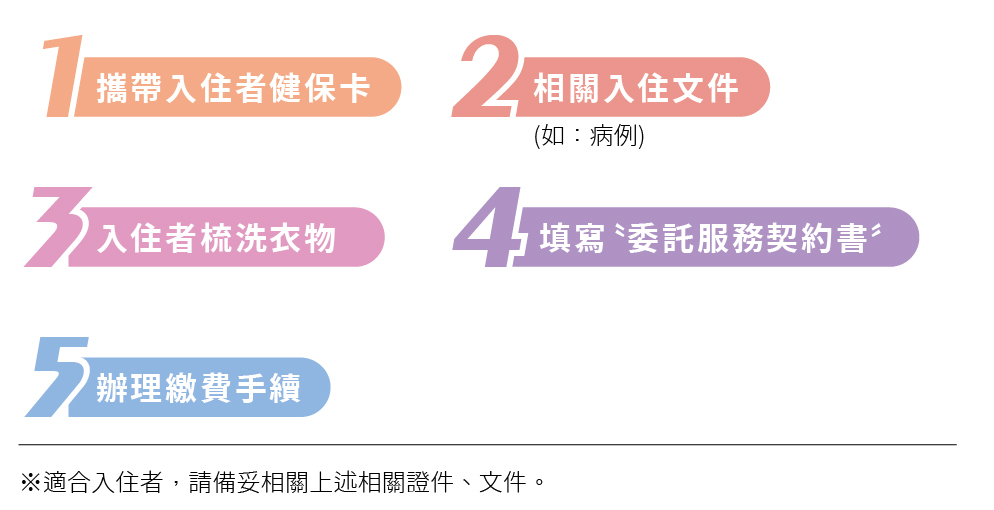 1 攜帶入住者健保卡
2 相關入住文件
(如：病例)
3 入住者梳洗衣物
4 填寫〝委託服務契約書〞
5 辦理繳費手續
※適合入住者，請備妥相關上述相關證件、文件。